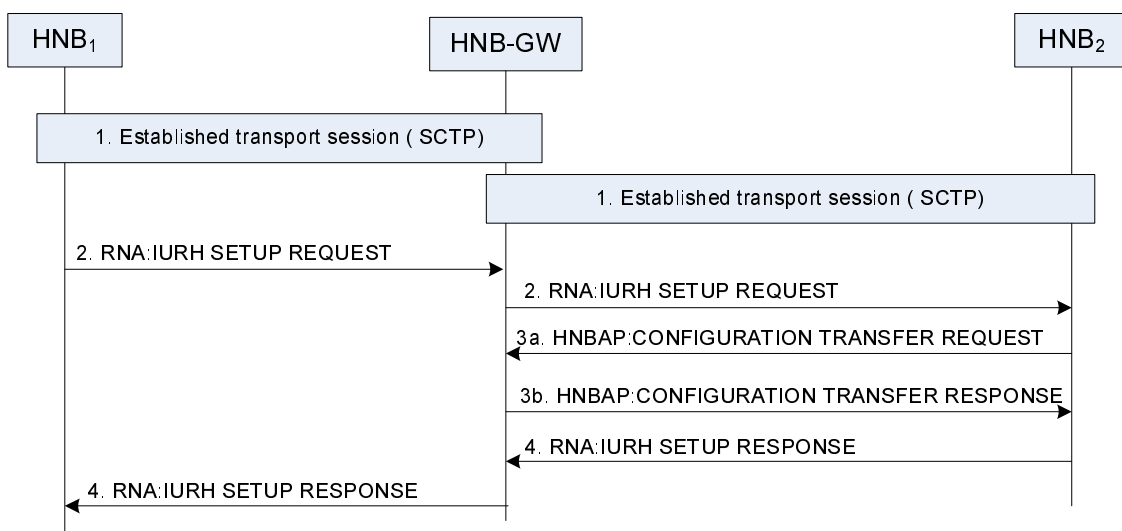 HNB₁
HNB-GW
HNB₂
1. Established transport session ( SCTP)
1. Established transport session ( SCTP)
2. RNA:IURH SETUP REQUEST
2. RNA:IURH SETUP REQUEST
3a. HNBAP:CONFIGURATION TRANSFER REQUEST
3b. HNBAP:CONFIGURATION TRANSFER RESPONSE
4. RNA:IURH SETUP RESPONSE
4. RNA:IURH SETUP RESPONSE